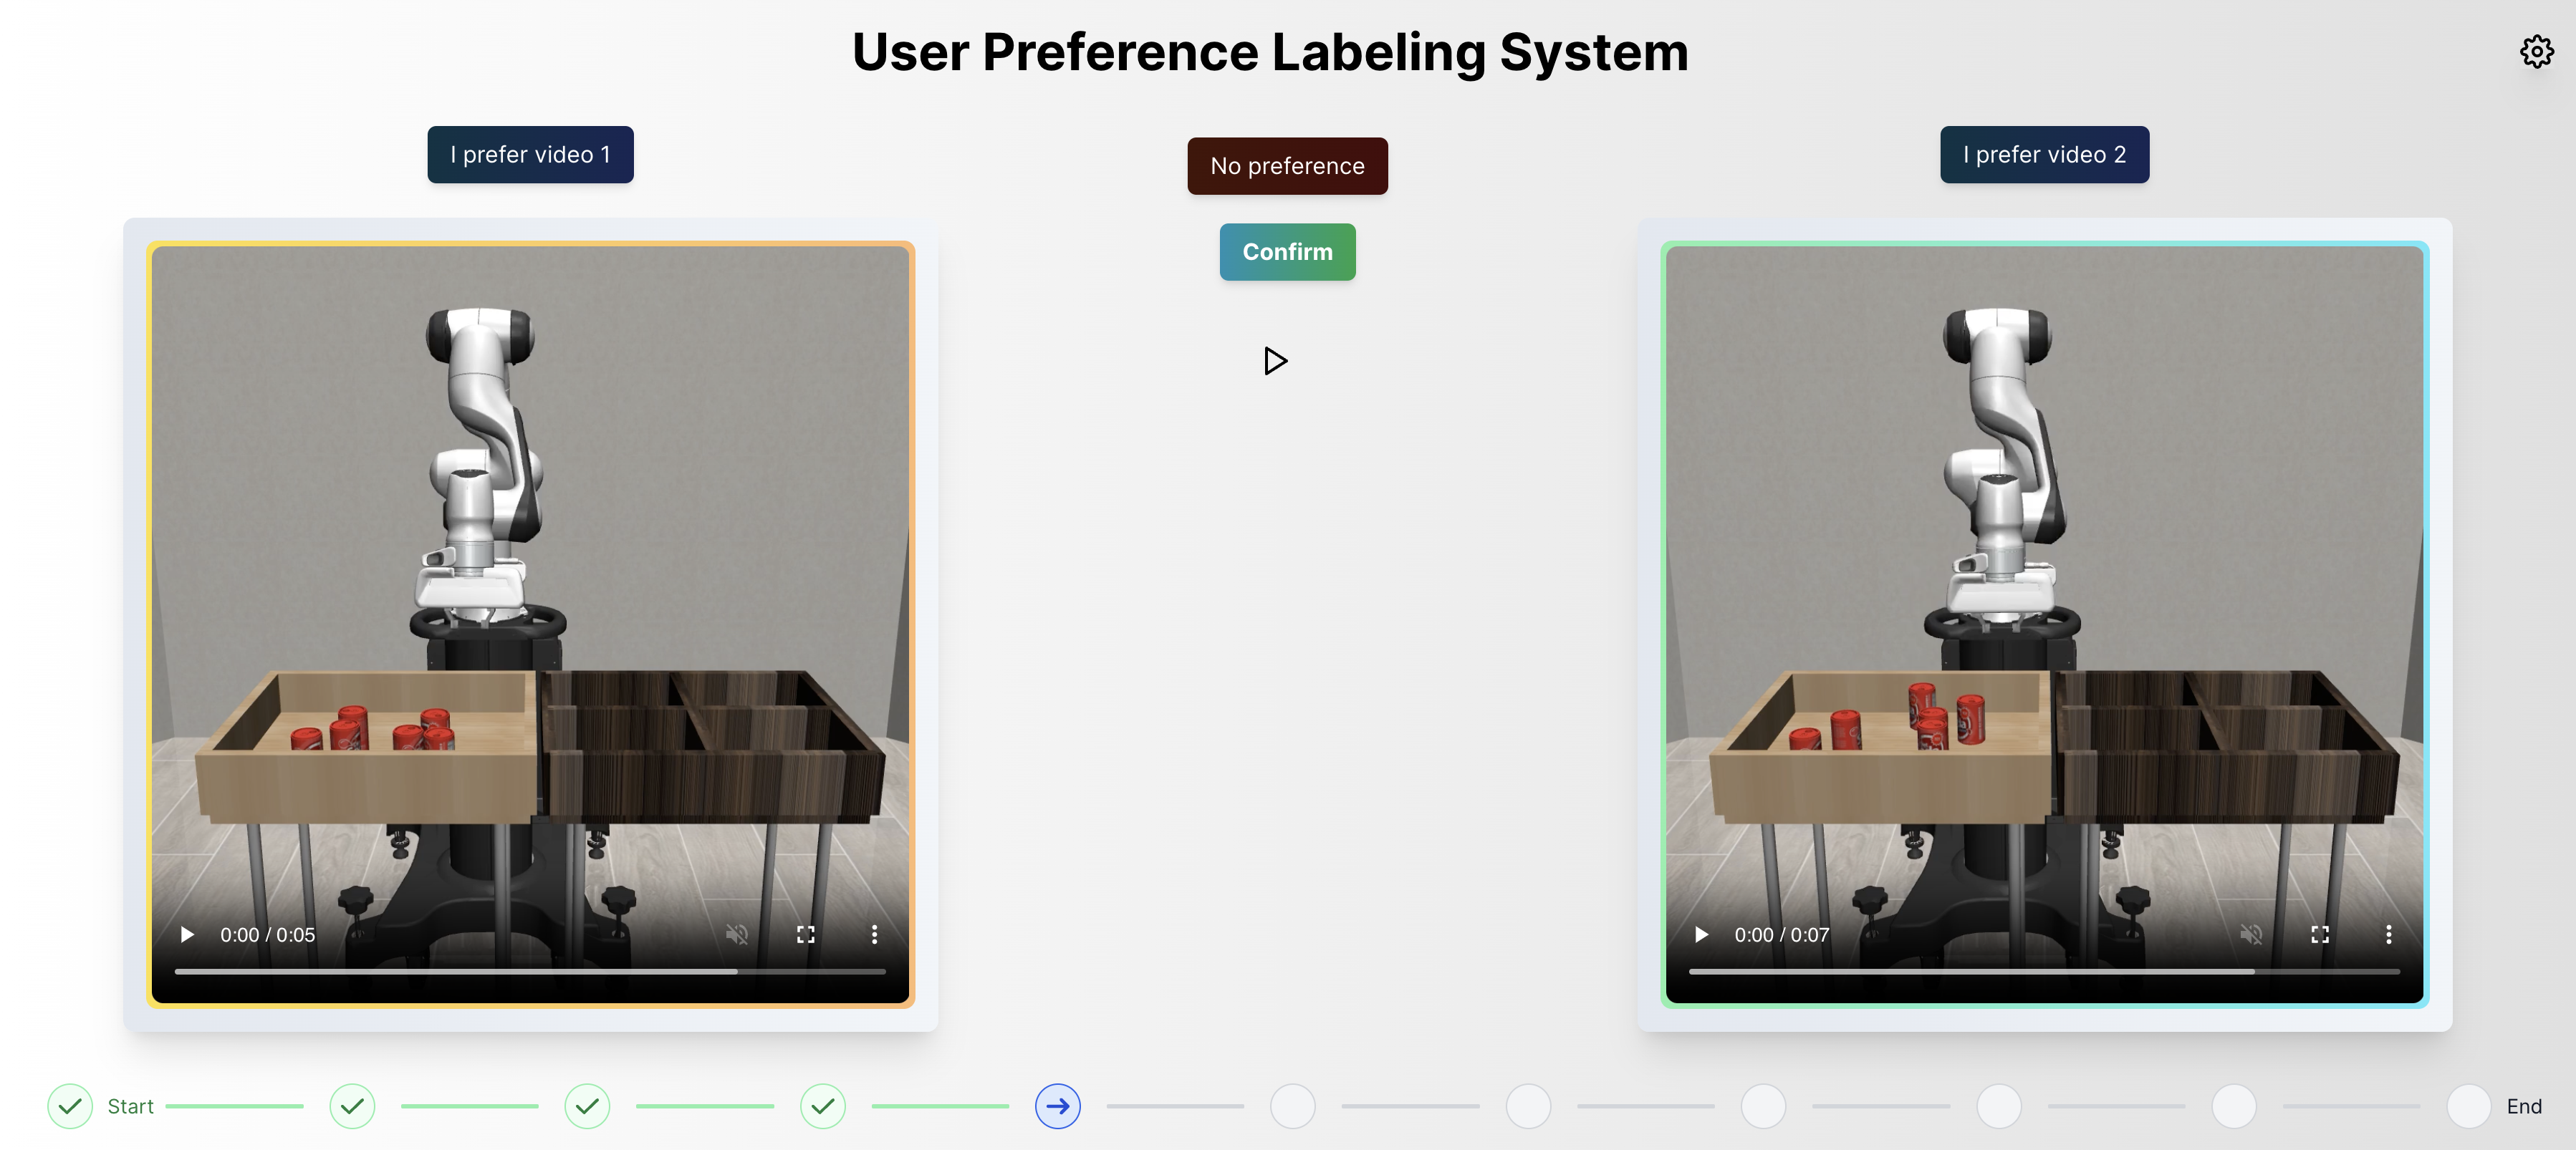 User Preference Labeling System
I prefer video 1
No preference
I prefer video 2
Confirm
0:00 / 0:05
0:00 / 0:07
Start
End